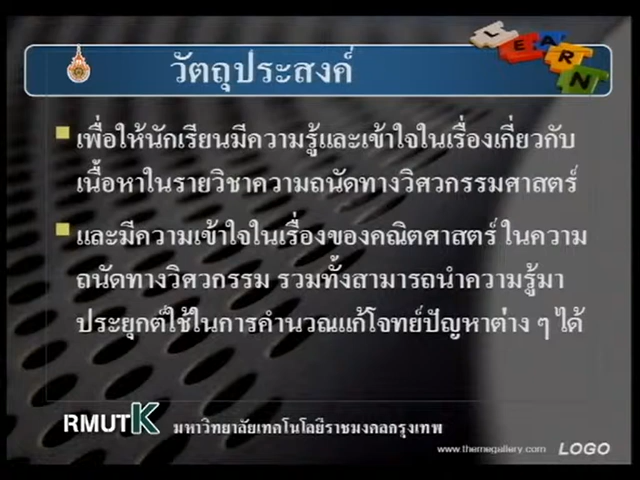 วัตถุประสงค์
LEARN
เพื่อให้นักเรียนมีความรู้และเข้าใจในเรื่องเกี่ยวกับ
เนื้อหาในรายวิชาความถนัดทางวิศวกรรมศาสตร์
และมีความเข้าใจในเรื่องของคณิตศาสตร์ ในความ
ถนัดทางวิศวกรรม รวมทั้งสามารถนำความรู้มา
ประยุกต์ใช้ในการคำนวณแก้โจทย์ปัญหาต่าง ๆ ได้
RMUTK มหาวิทยาลัยเทคโนโลยีราชมงคลกรุงเทพ
www.themegallery.com LOGO